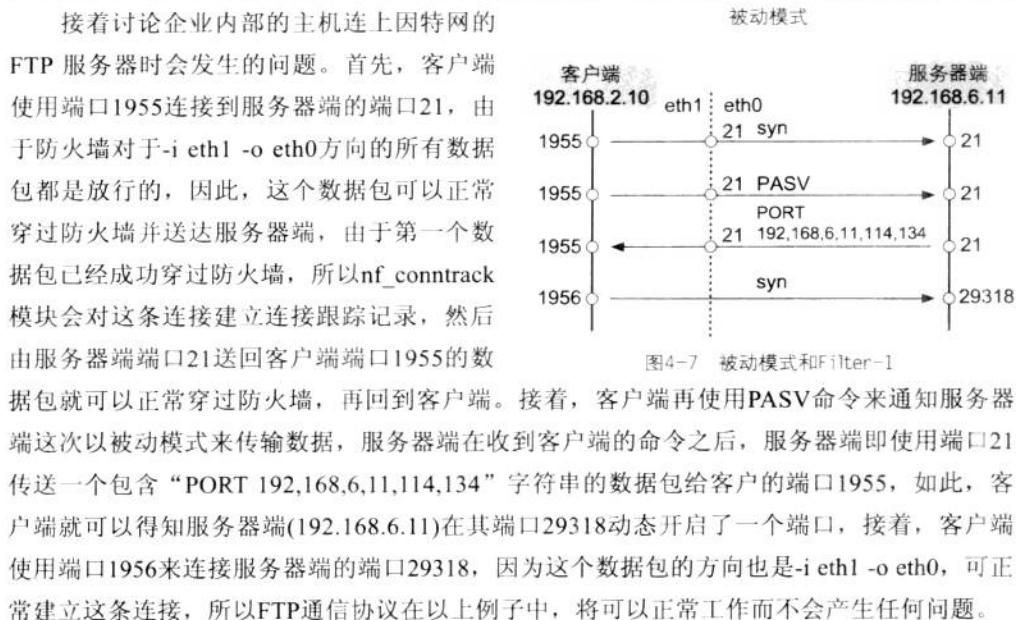 接着讨论企业内部的主机连上因特网的
FTP 服务器时会发生的问题。首先，客户端
使用端口1955连接到服务器端的端口21，由
于防火墙对于-i eth1 -o eth0方向的所有数据
包都是放行的，因此，这个数据包可以正常
穿过防火墙并送达服务器端，由于第一个数
据包已经成功穿过防火墙，所以nf_conntrack
模块会对这条连接建立连接跟踪记录，然后
由服务器端端口21送回客户端端口1955的数
被动模式
客户端
192.168.2.10
eth1
eth0
服务器端
192.168.6.11
1955
21 syn
21
1955
21 PASV
21
PORT
1955
21 192,168,6,11,114,134
21
syn
1956
29318
图4-7 被动模式和Filter-1
据包就可以正常穿过防火墙，再回到客户端。接着，客户端再使用PASV命令来通知服务器
端这次以被动模式来传输数据，服务器端在收到客户端的命令之后，服务器端即使用端口21
传送一个包含“PORT 192,168,6,11,114,134”字符串的数据包给客户的端口1955，如此，客
户端就可以得知服务器端(192.168.6.11)在其端口29318动态开启了一个端口，接着，客户端
使用端口1956来连接服务器端的端口29318，因为这个数据包的方向也是-i eth1 -o eth0，可正
常建立这条连接，所以FTP通信协议在以上例子中，将可以正常工作而不会产生任何问题。